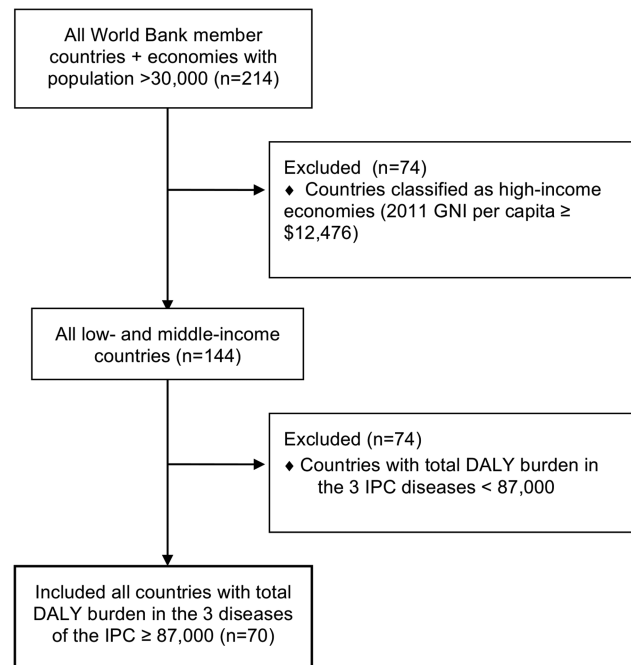 All World Bank member
countries + economies with
population >30,000 (n=214)
Excluded (n=74)
♦ Countries classified as high-income
economies (2011 GNI per capita ≥
$12,476)
All low- and middle-income
countries (n=144)
Excluded (n=74)
♦ Countries with total DALY burden in
the 3 IPC diseases < 87,000
Included all countries with total
DALY burden in the 3 diseases
of the IPC ≥ 87,000 (n=70)